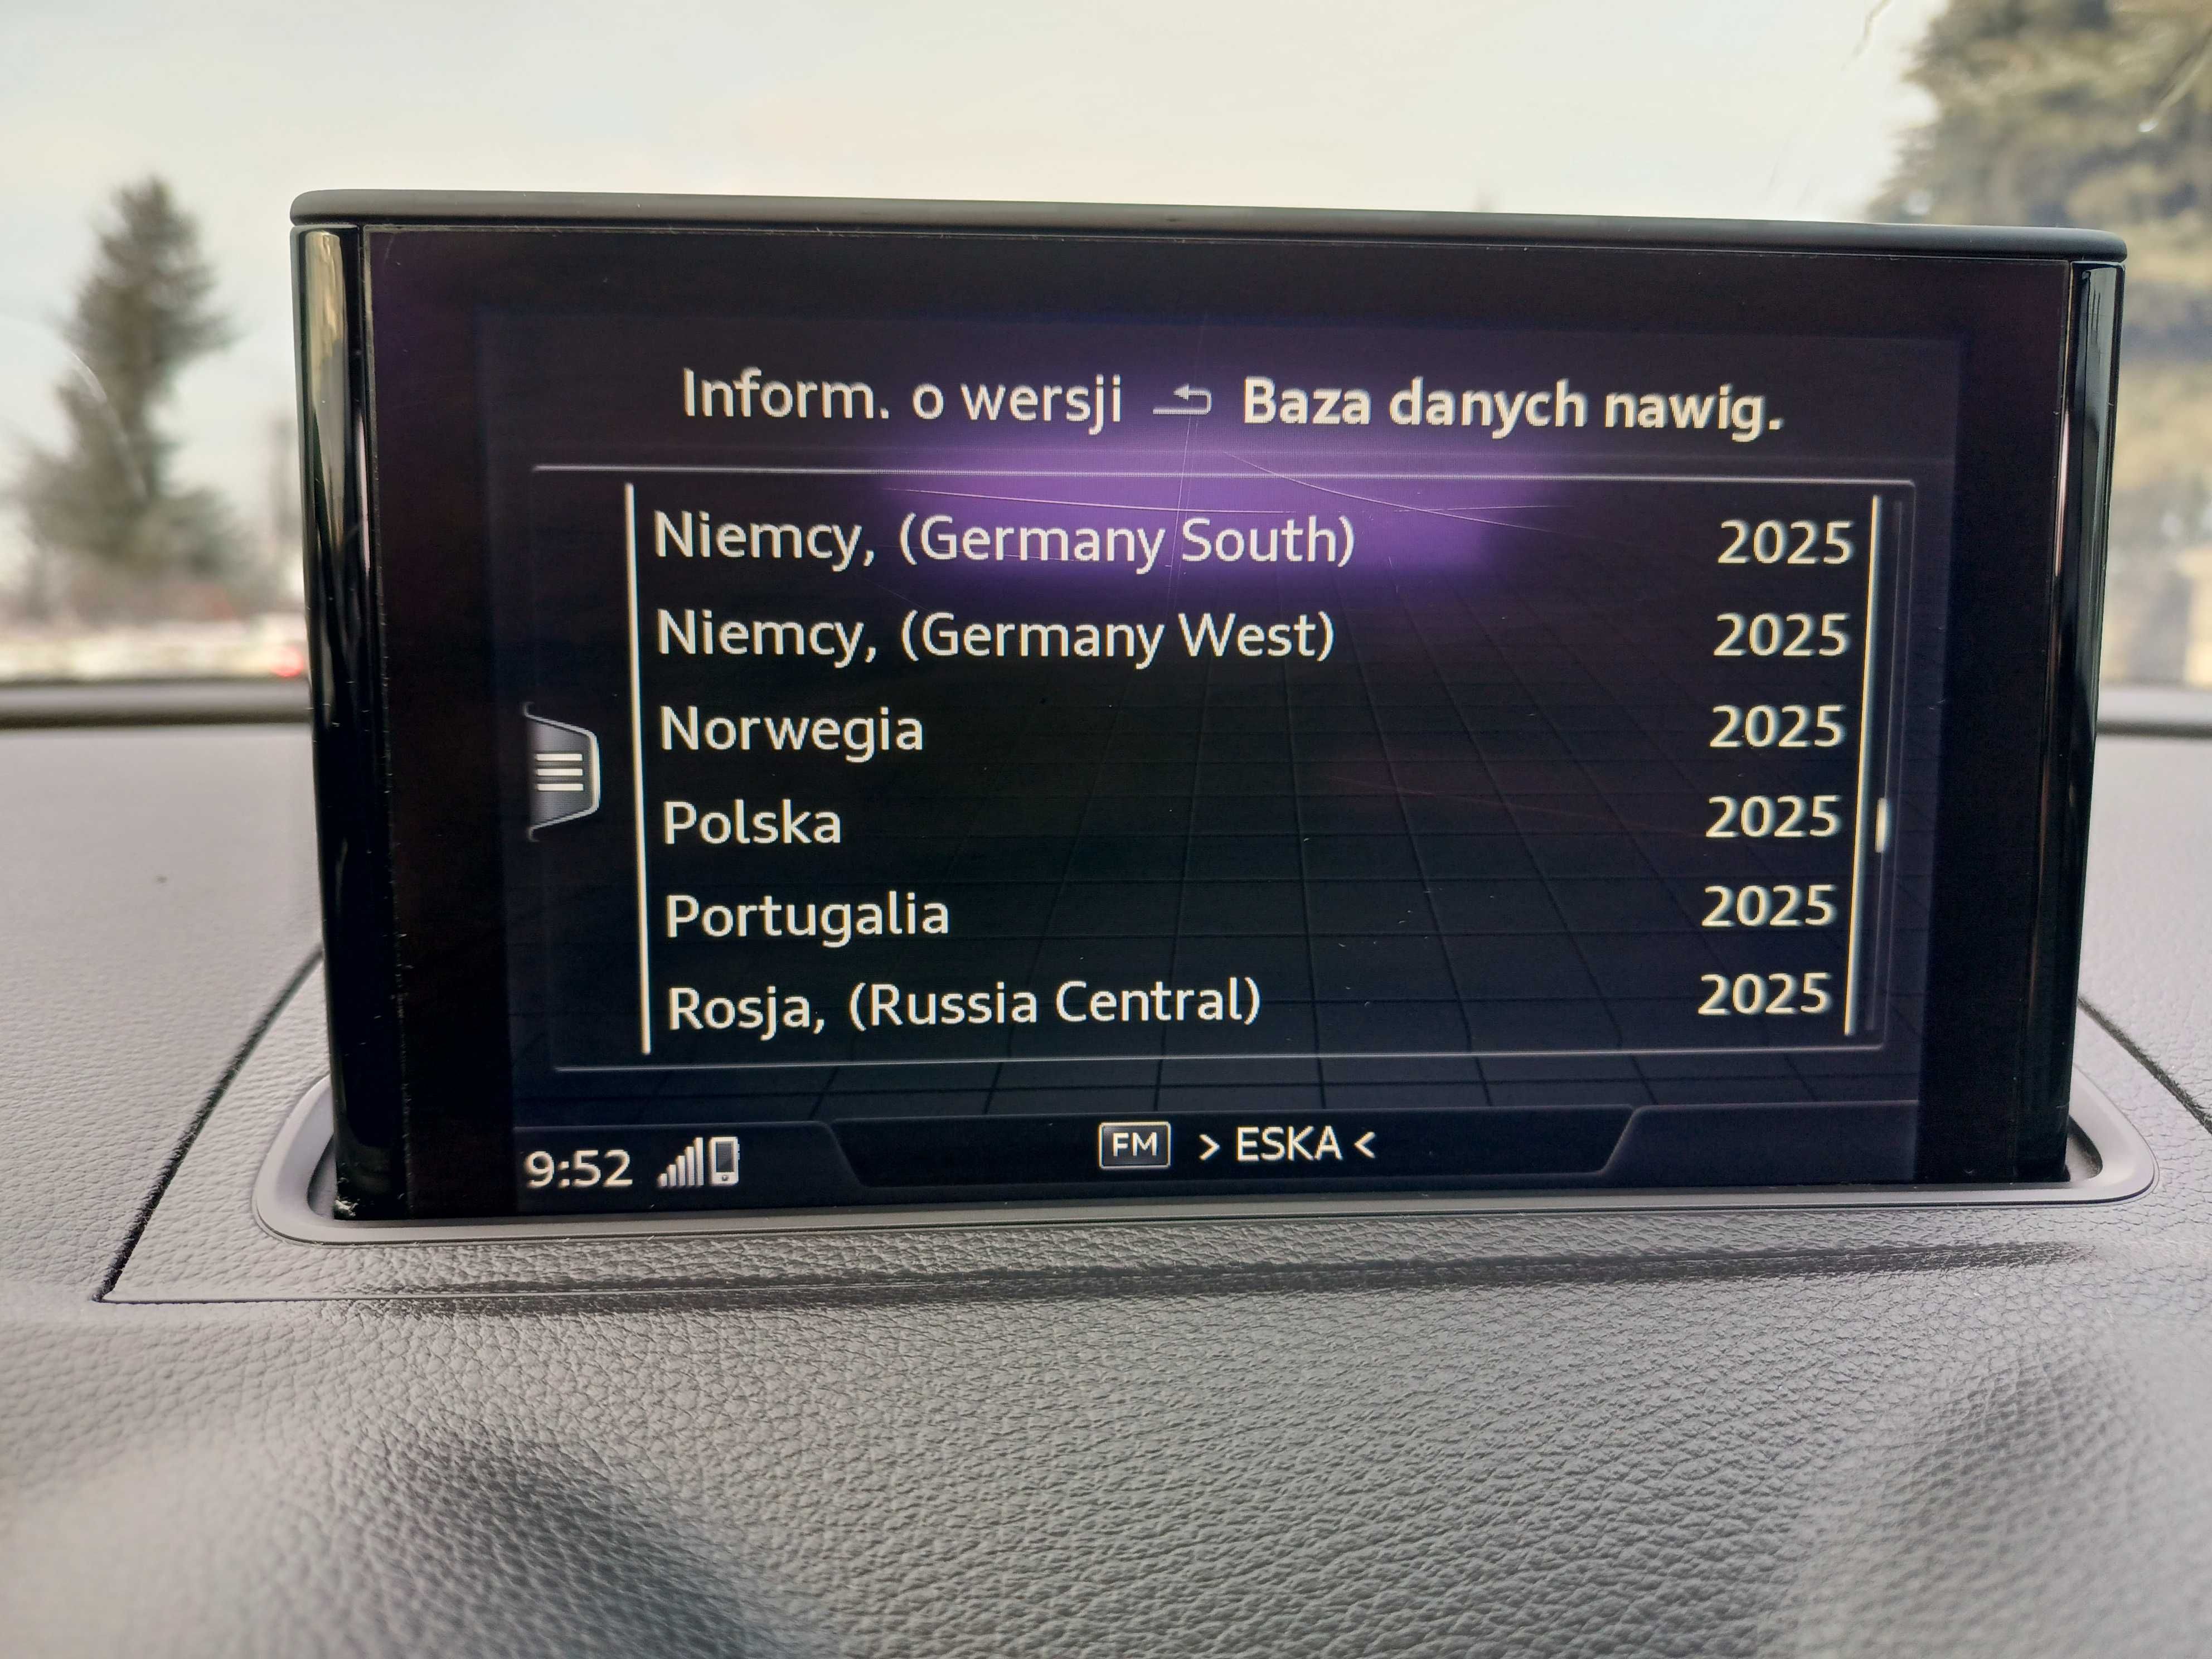 Inform. o wersji Baza danych nawig.
Niemcy, (Germany South) 2025
Niemcy, (Germany West) 2025
Norwegia 2025
Polska 2025
Portugalia 2025
Rosja, (Russia Central) 2025
9:52 FM > ESKA <